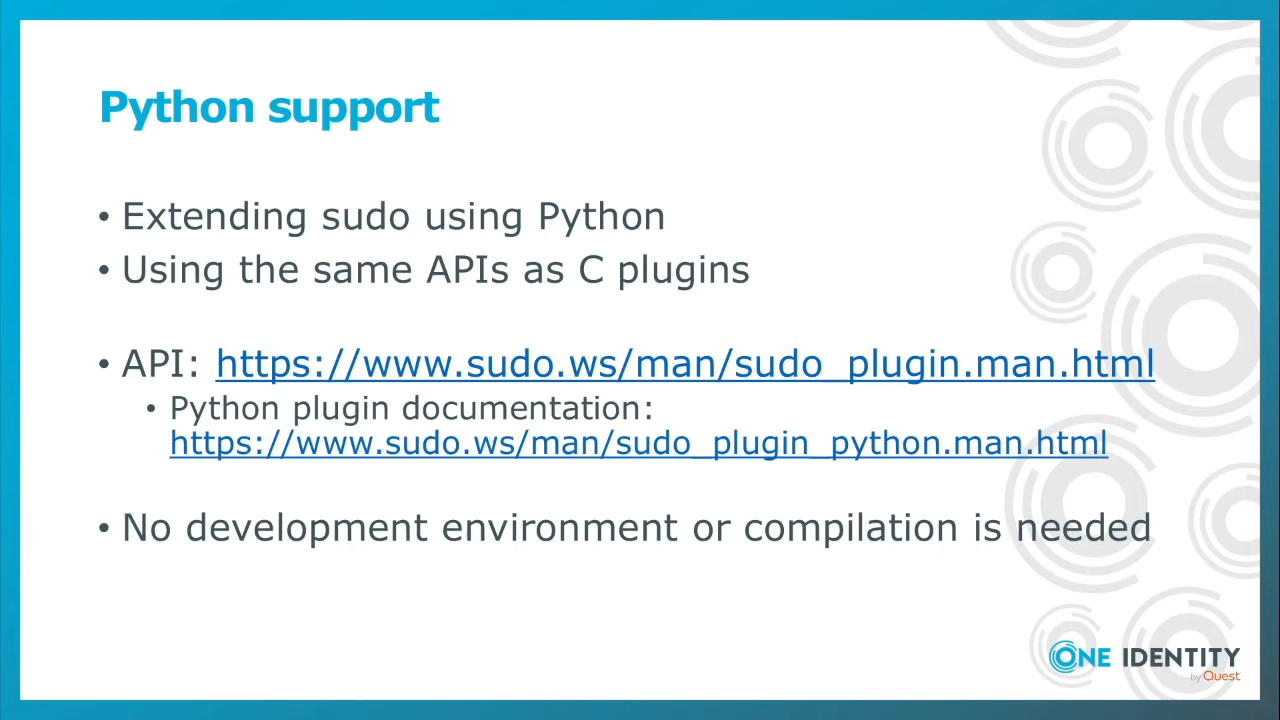 Python support
• Extending sudo using Python
• Using the same APIs as C plugins
• API: https://www.sudo.ws/man/sudo_plugin.man.html
• Python plugin documentation:
https://www.sudo.ws/man/sudo_plugin_python.man.html
• No development environment or compilation is needed
ONE IDENTITY
by Quest